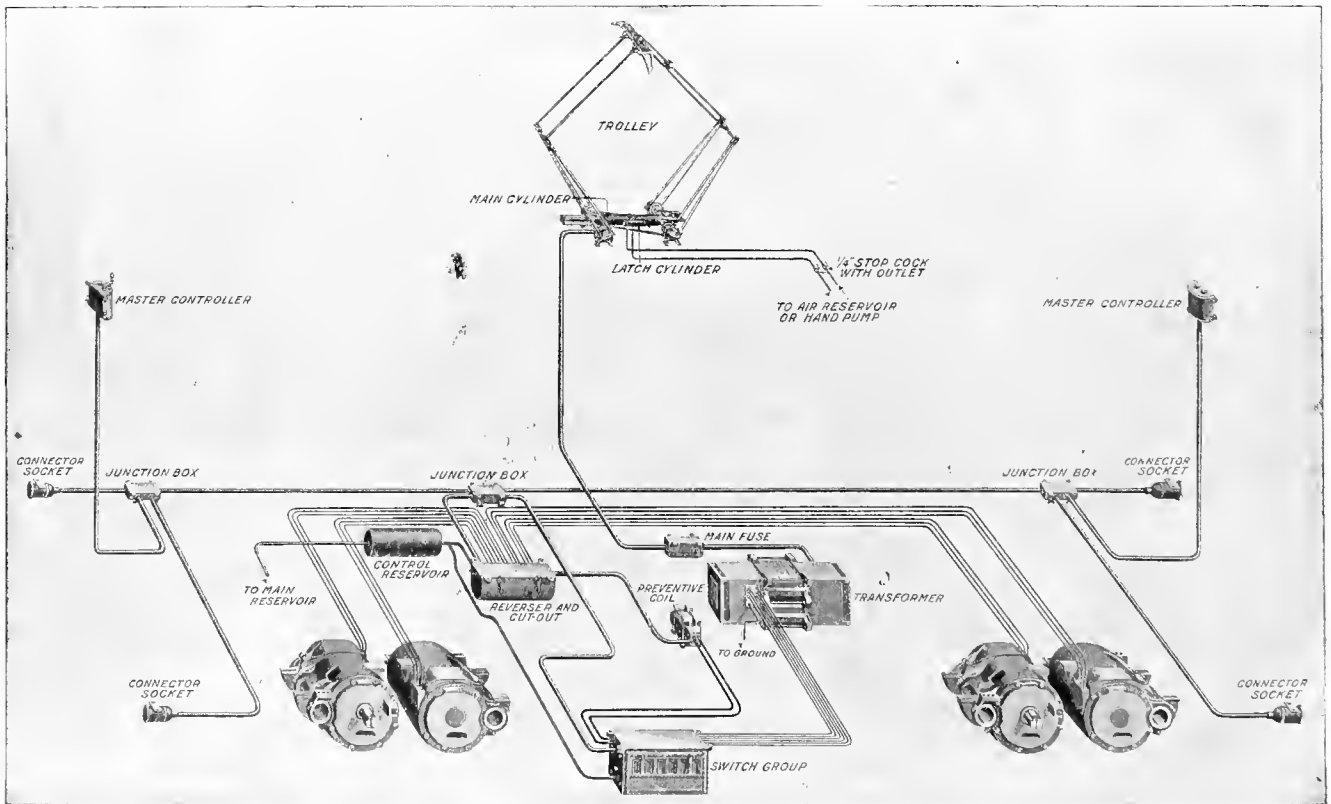 TROLLEY
MAIN CYLINDER
LATCH CYLINDER
1/4" STOP COCK
WITH OUTLET
TO AIR RESERVOIR
OR HAND PUMP
MASTER CONTROLLER
MASTER CONTROLLER
CONNECTOR
SOCKET
JUNCTION BOX
JUNCTION BOX
JUNCTION BOX
CONNECTOR
SOCKET
MAIN FUSE
CONTROL
RESERVOIR
TO MAIN
RESERVOIR
REVERSER AND
CUT-OUT
PREVENTIVE
COIL
TRANSFORMER
TO GROUND
CONNECTOR
SOCKET
CONNECTOR
SOCKET
SWITCH GROUP